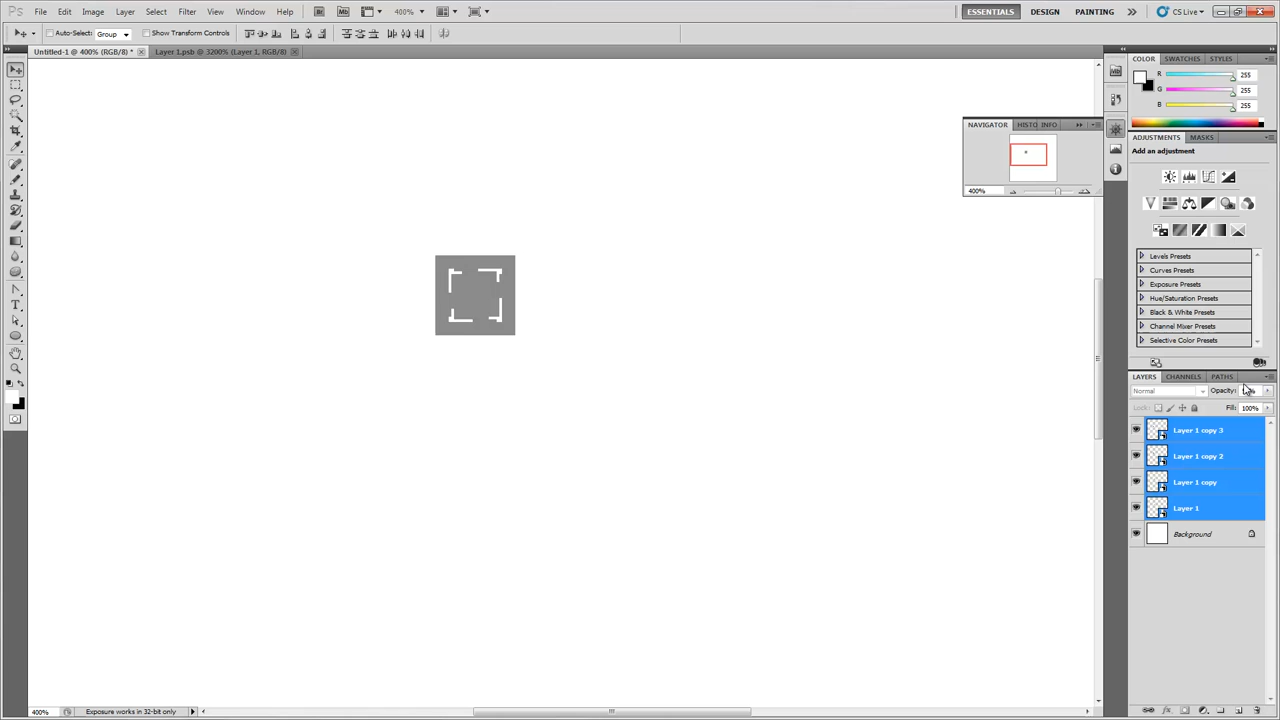 Ps File Edit Image Layer Select Filter View Window Help Br Mb 400% ESSENTIALS DESIGN PAINTING CS Live
Auto-Select: Group Show Transform Controls
Untitled-1 @ 400% (RGB/8) * Layer 1.psb @ 3200% (Layer 1, RGB/8)
COLOR SWATCHES STYLES
R 255
G 255
B 255
NAVIGATOR HISTO INFO
400%
ADJUSTMENTS MASKS
Add an adjustment
Levels Presets
Curves Presets
Exposure Presets
Hue/Saturation Presets
Black & White Presets
Channel Mixer Presets
Selective Color Presets
LAYERS CHANNELS PATHS
Normal Opacity:
Lock: Fill: 100%
Layer 1 copy 3
Layer 1 copy 2
Layer 1 copy
Layer 1
Background
400% Exposure works in 32-bit only